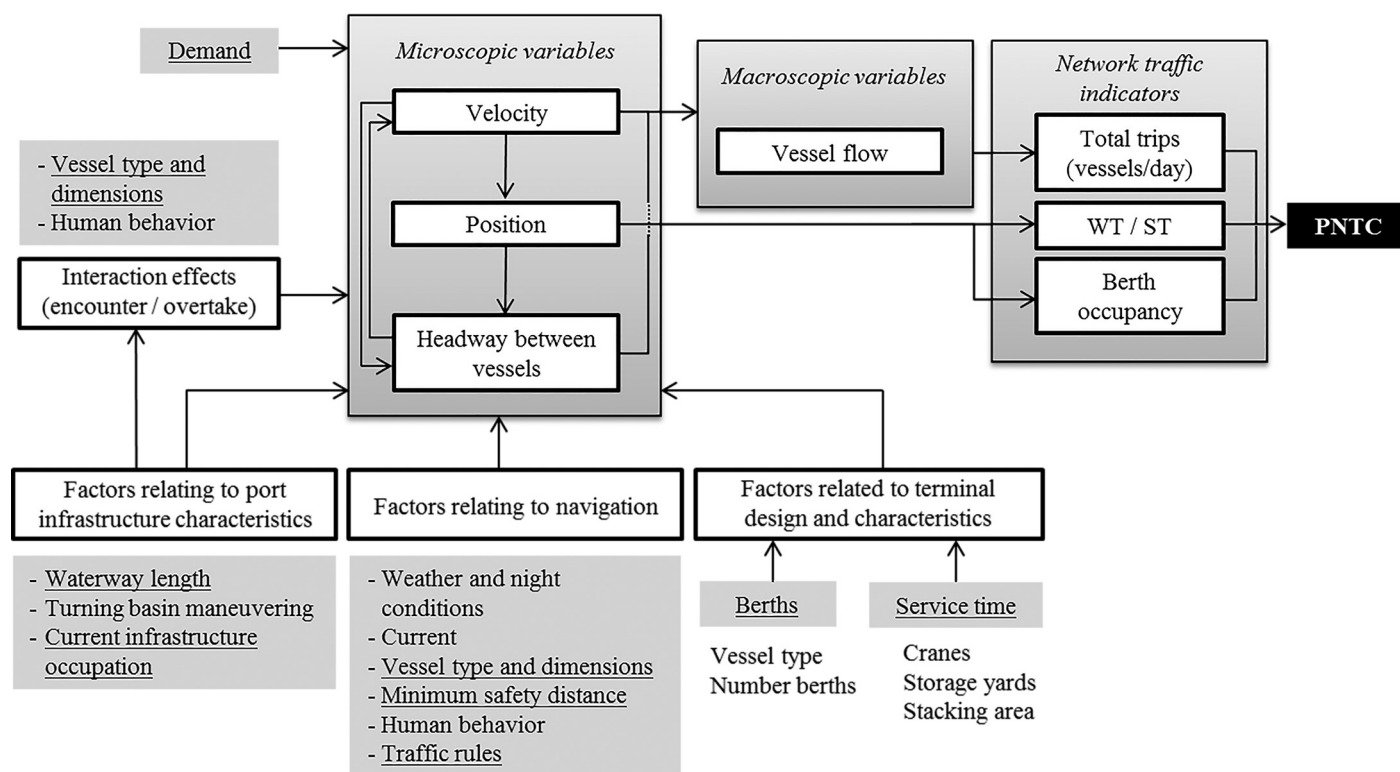 Demand
Microscopic variables
Velocity
Position
Headway between
vessels
Macroscopic variables
Vessel flow
Network traffic
indicators
Total trips
(vessels/day)
WT / ST
Berth
occupancy
PNTC
- Vessel type and
dimensions
- Human behavior
Interaction effects
(encounter / overtake)
Factors relating to port
infrastructure characteristics
- Waterway length
- Turning basin maneuvering
- Current infrastructure
occupation
Factors relating to navigation
- Weather and night
conditions
- Current
- Vessel type and dimensions
- Minimum safety distance
- Human behavior
- Traffic rules
Factors related to terminal
design and characteristics
Berths
Vessel type
Number berths
Service time
Cranes
Storage yards
Stacking area